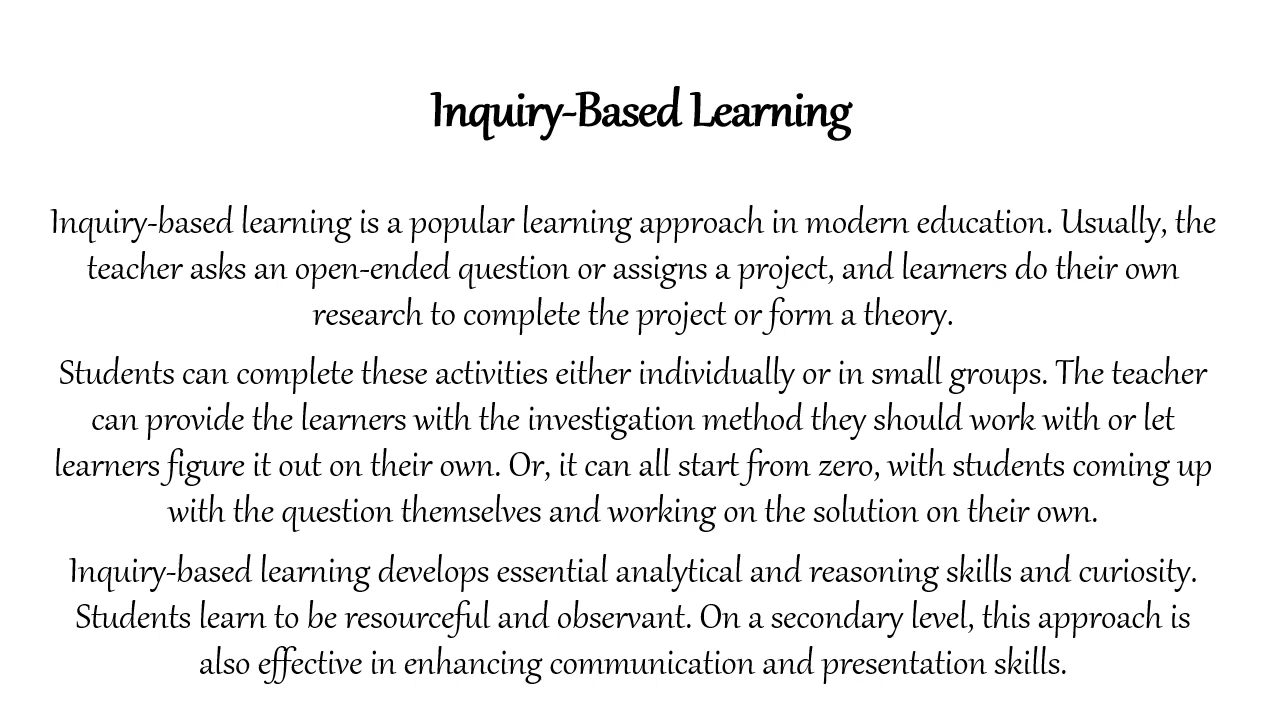 Inquiry-Based Learning
Inquiry-based learning is a popular learning approach in modern education. Usually, the
teacher asks an open-ended question or assigns a project, and learners do their own
research to complete the project or form a theory.
Students can complete these activities either individually or in small groups. The teacher
can provide the learners with the investigation method they should work with or let
learners figure it out on their own. Or, it can all start from zero, with students coming up
with the question themselves and working on the solution on their own.
Inquiry-based learning develops essential analytical and reasoning skills and curiosity.
Students learn to be resourceful and observant. On a secondary level, this approach is
also effective in enhancing communication and presentation skills.